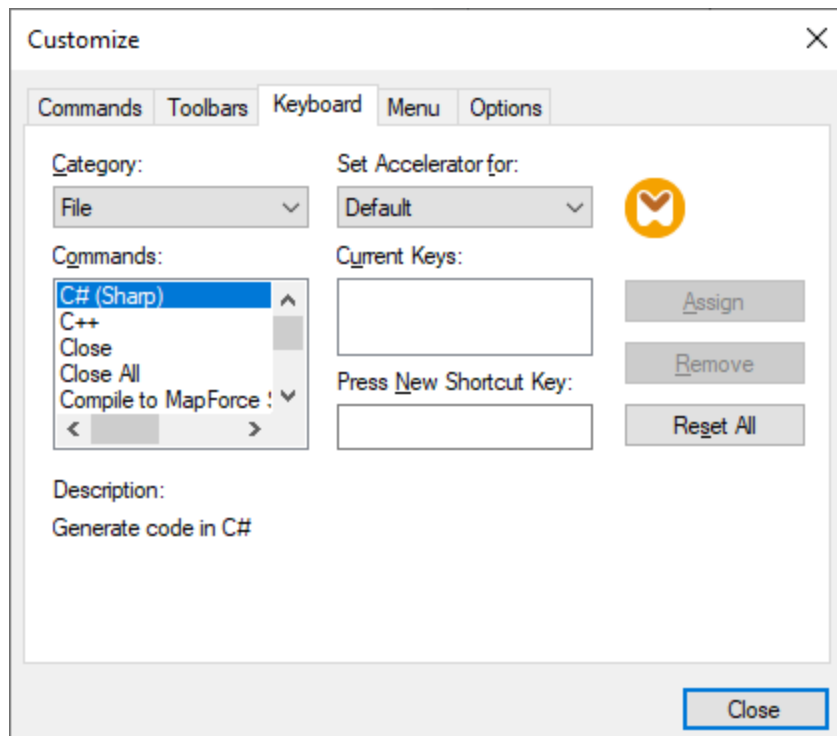 Customize
Commands Toolbars Keyboard Menu Options
Category: Set Accelerator for:
File Default
Commands: Current Keys:
C# (Sharp)
C++
Close
Close All
Compile to MapForce
Assign
Remove
Press New Shortcut Key:
Reset All
Description:
Generate code in C#
Close